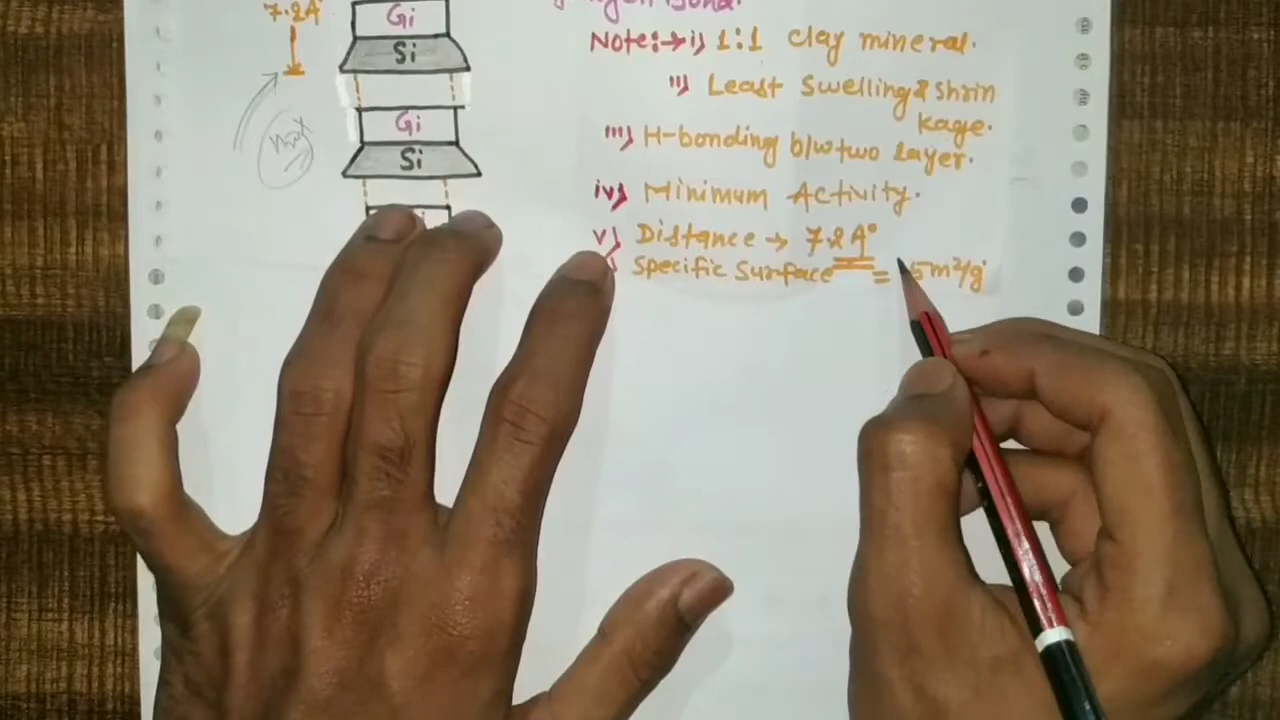 7.2A°
Gi
Si
Gi
Si
Note:→ i) 1:1 clay mineral.
ii) Least swelling & shrin
kage.
iii) H-bonding b/w two layer.
iv) Minimum Activity.
v) Distance → 7.2A°
Specific Surface = 15m²/g